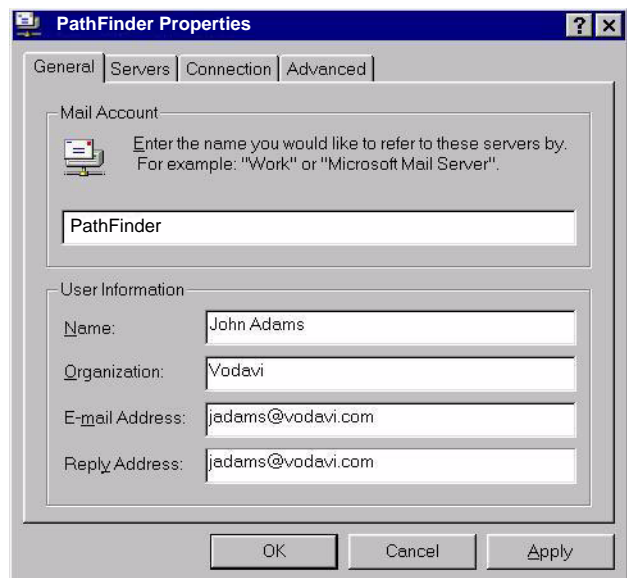 PathFinder Properties
? ×
General Servers Connection Advanced
Mail Account
Enter the name you would like to refer to these servers by.
For example: "Work" or "Microsoft Mail Server".
PathFinder
User Information
Name: John Adams
Organization: Vodavi
E-mail Address: jadams@vodavi.com
Reply Address: jadams@vodavi.com
OK Cancel Apply